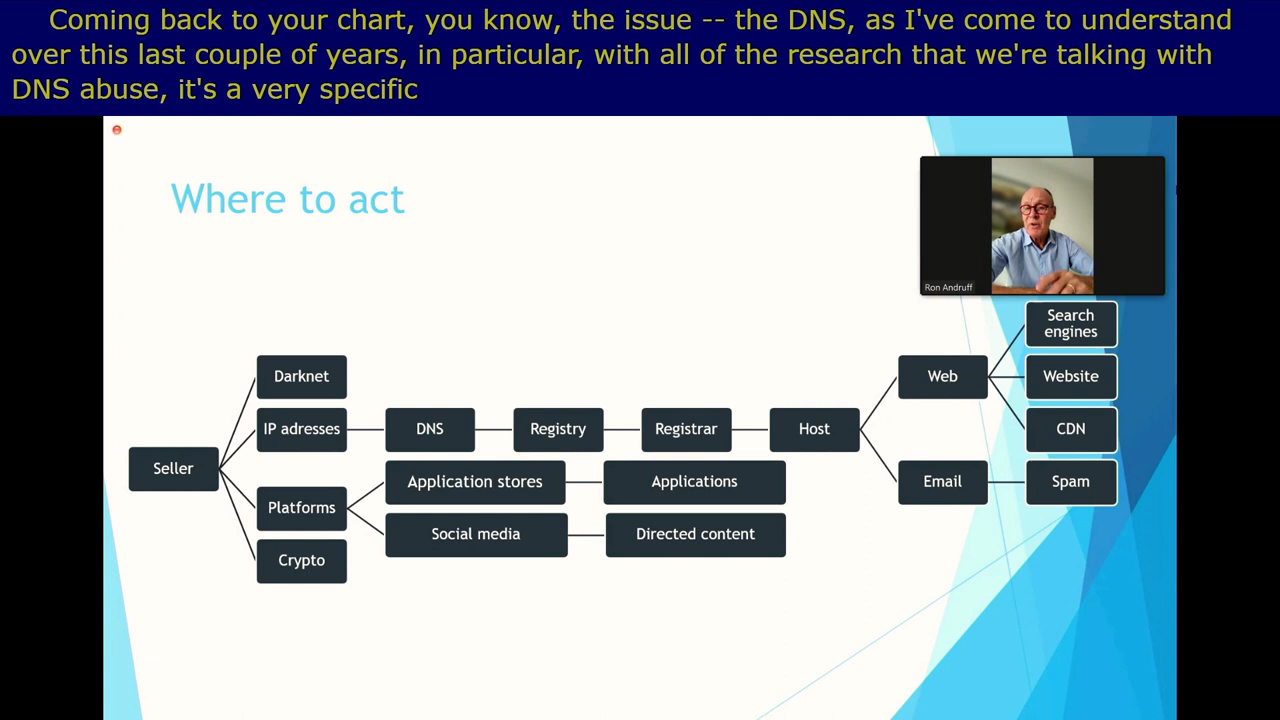 Coming back to your chart, you know, the issue -- the DNS, as I've come to understand
over this last couple of years, in particular, with all of the research that we're talking with
DNS abuse, it's a very specific
Where to act
Ron Andruff
Search
engines
Darknet
Web
Website
IP adresses
DNS
Registry
Registrar
Host
CDN
Seller
Application stores
Applications
Email
Spam
Platforms
Social media
Directed content
Crypto